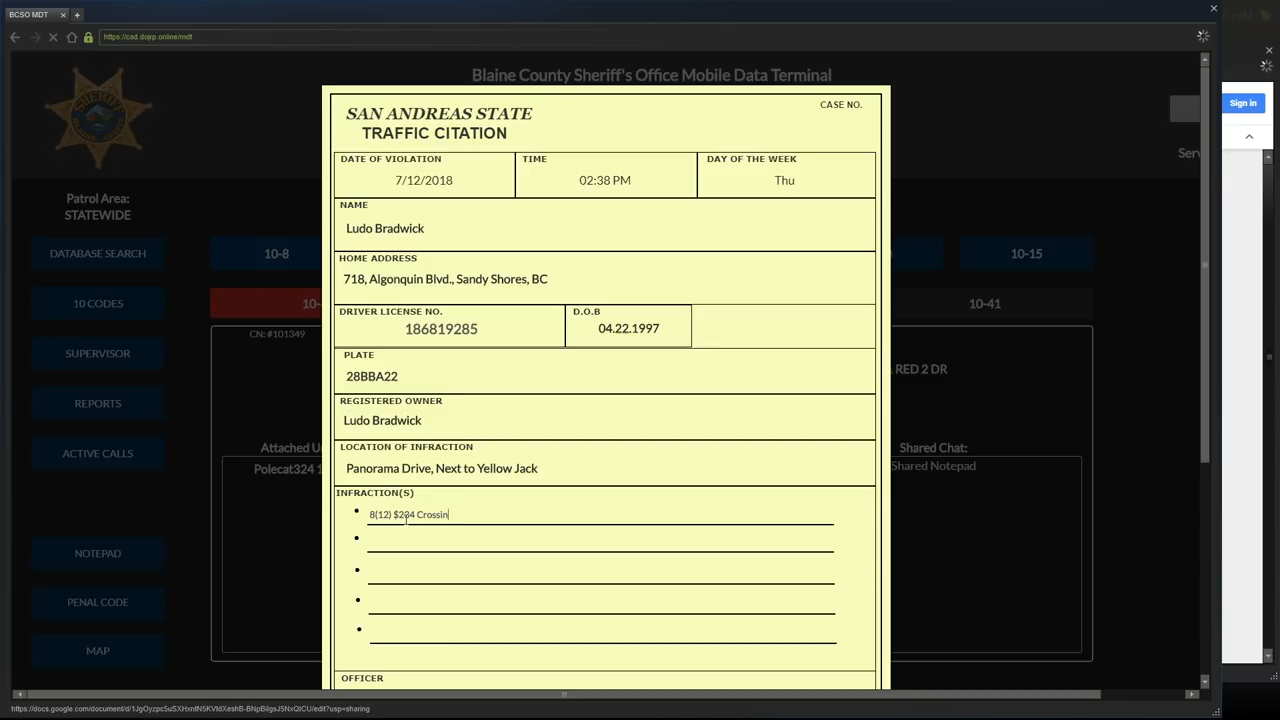 BCSO MDT
https://cad.dojrp.online/mdt
Blaine County Sheriff's Office Mobile Data Terminal
Sign in
SHERIFF
Serv
Patrol Area:
STATEWIDE
DATABASE SEARCH
10-8
10-15
10 CODES
10-
10-41
SUPERVISOR
CN: #101349
RED 2 DR
REPORTS
ACTIVE CALLS
Attached U
Shared Chat:
Polecat324 1
Shared Notepad
NOTEPAD
PENAL CODE
MAP
SAN ANDREAS STATE
TRAFFIC CITATION
CASE NO.
DATE OF VIOLATION
TIME
DAY OF THE WEEK
7/12/2018
02:38 PM
Thu
NAME
Ludo Bradwick
HOME ADDRESS
718, Algonquin Blvd., Sandy Shores, BC
DRIVER LICENSE NO.
D.O.B
186819285
04.22.1997
PLATE
28BBA22
REGISTERED OWNER
Ludo Bradwick
LOCATION OF INFRACTION
Panorama Drive, Next to Yellow Jack
INFRACTION(S)
8(12) $234 Crossin
OFFICER